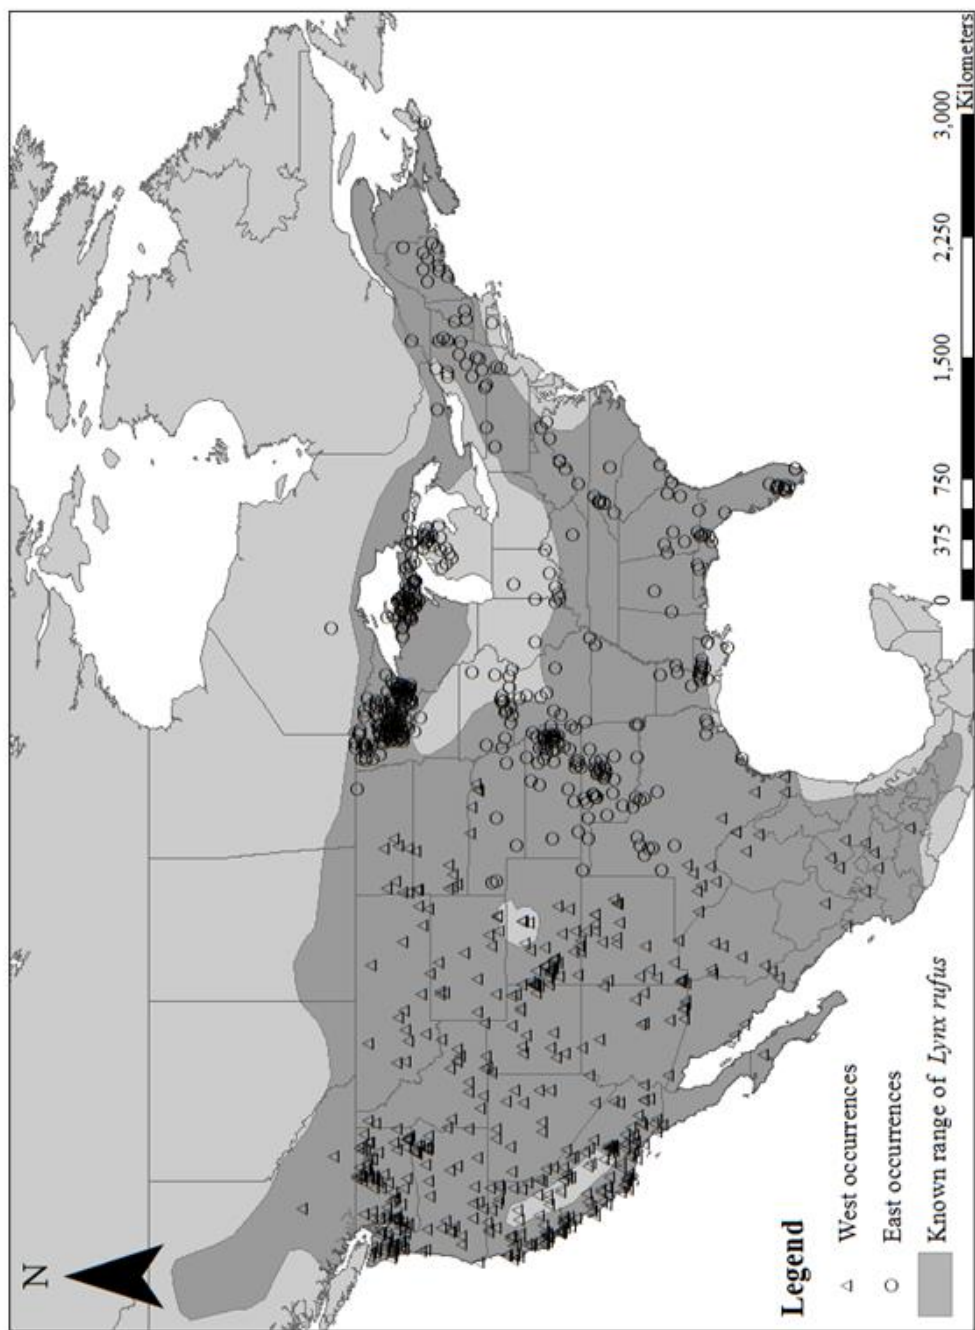 N
Legend
West occurrences
East occurrences
Known range of Lynx rufus
0 375 750 1,500 2,250 3,000
Kilometers